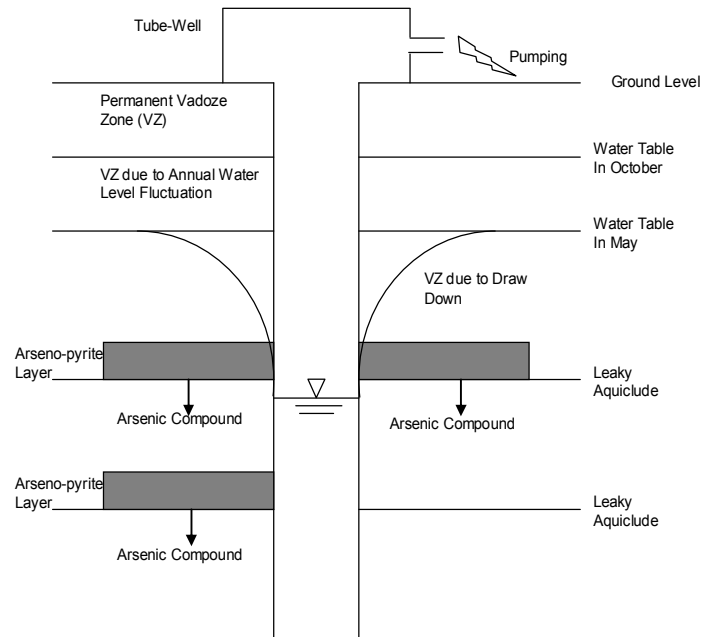 Tube-Well
Pumping
Ground Level
Permanent Vadoze
Zone (VZ)
Water Table
In October
VZ due to Annual Water
Level Fluctuation
Water Table
In May
VZ due to Draw
Down
Arseno-pyrite
Layer
Leaky
Aquiclude
Arsenic Compound
Arsenic Compound
Arseno-pyrite
Layer
Leaky
Aquiclude
Arsenic Compound